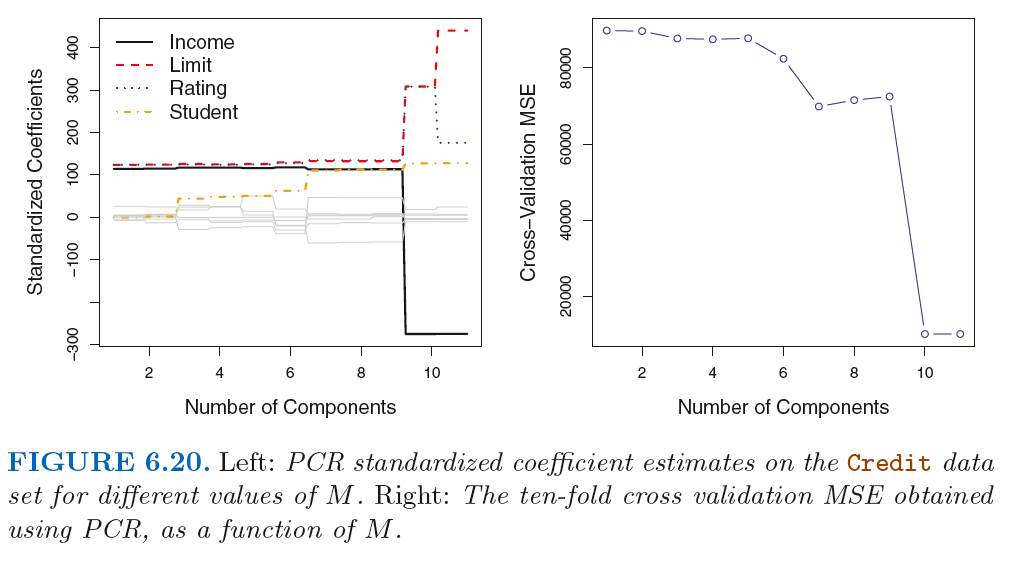 Income
Limit
Rating
Student
400
300
200
100
0
−100
−300
Standardized Coefficients
2 4 6 8 10
Number of Components
80000
60000
40000
20000
Cross−Validation MSE
2 4 6 8 10
Number of Components
FIGURE 6.20. Left: PCR standardized coefficient estimates on the Credit data
set for different values of M. Right: The ten-fold cross validation MSE obtained
using PCR, as a function of M.